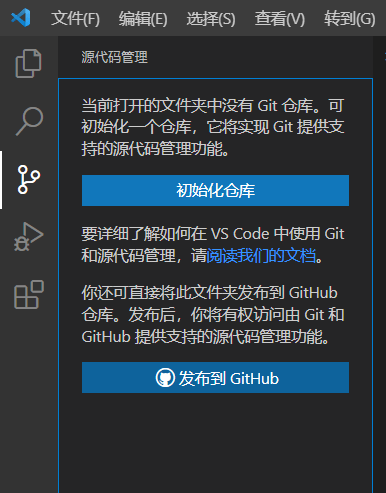 文件(F) 编辑(E) 选择(S) 查看(V) 转到(G)
源代码管理
当前打开的文件夹中没有 Git 仓库。可
初始化一个仓库，它将实现 Git 提供支
持的源代码管理功能。
初始化仓库
要详细了解如何在 VS Code 中使用 Git
和源代码管理，请阅读我们的文档。
你还可直接将此文件夹发布到 GitHub
仓库。发布后，你将有权访问由 Git 和
GitHub 提供支持的源代码管理功能。
发布到 GitHub